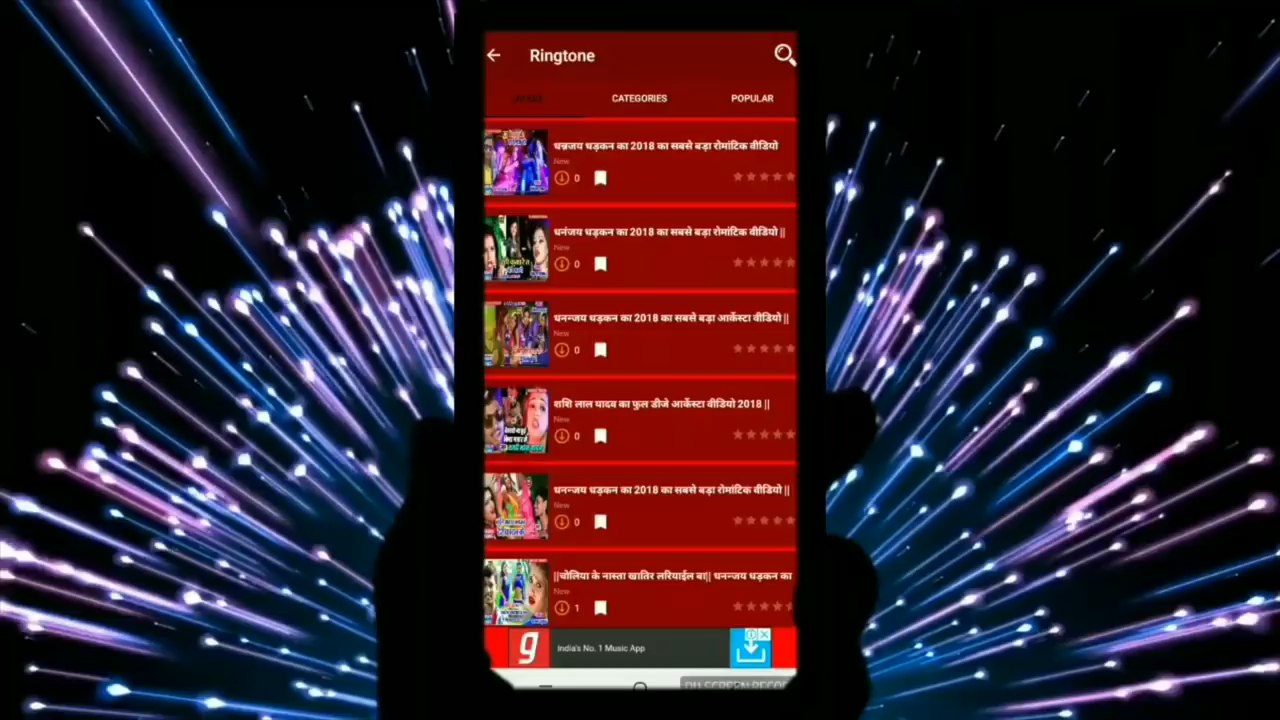 Ringtone
CATEGORIES
POPULAR
धन्नजय धड़कन का 2018 का सबसे बड़ा रोमांटिक वीडियो
New
0
धनंजय धड़कन का 2018 का सबसे बड़ा रोमांटिक वीडियो ||
New
0
धनन्जय धड़कन का 2018 का सबसे बड़ा आर्केस्टा वीडियो ||
New
0
शशि लाल यादव का फुल डीजे आर्केस्टा वीडियो 2018 ||
New
0
धनन्जय धड़कन का 2018 का सबसे बड़ा रोमांटिक वीडियो ||
New
0
||चोलिया के नास्ता खातिर लरियाईल बा|| धनन्जय धड़कन का
New
1
g
India's No. 1 Music App